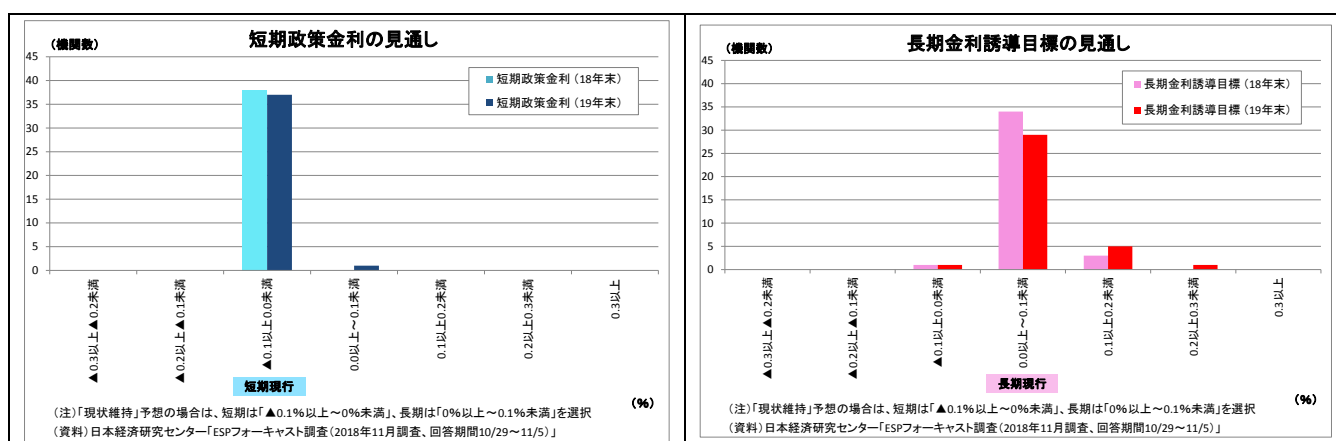 短期政策金利の見通し
（機関数）
45
40
35
30
25
20
15
10
5
0
短期政策金利（18年末）
短期政策金利（19年末）
▲0.3以上▲0.2未満
▲0.2以上▲0.1未満
▲0.1以上0.0未満
0.0以上～0.1未満
0.1以上0.2未満
0.2以上0.3未満
0.3以上
短期現行
（%）
（注）「現状維持」予想の場合は、短期は「▲0.1%以上～0%未満」、長期は「0%以上～0.1%未満」を選択
（資料）日本経済研究センター「ESPフォーキャスト調査（2018年11月調査、回答期間10/29～11/5）」
長期金利誘導目標の見通し
（機関数）
45
40
35
30
25
20
15
10
5
0
長期金利誘導目標（18年末）
長期金利誘導目標（19年末）
▲0.3以上▲0.2未満
▲0.2以上▲0.1未満
▲0.1以上0.0未満
0.0以上～0.1未満
0.1以上0.2未満
0.2以上0.3未満
0.3以上
長期現行
（%）
（注）「現状維持」予想の場合は、短期は「▲0.1%以上～0%未満」、長期は「0%以上～0.1%未満」を選択
（資料）日本経済研究センター「ESPフォーキャスト調査（2018年11月調査、回答期間10/29～11/5）」